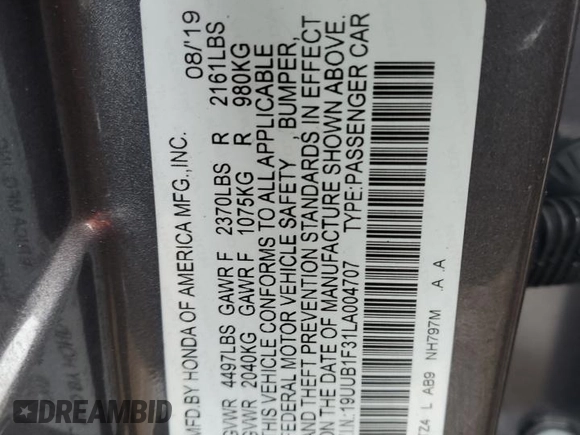 MFD.BY HONDA OF AMERICA MFG.,INC. 08/'19
GVWR 4497LBS GAWR F 2370LBS R 2161LBS
GVWR 2040KG GAWR F 1075KG R 980KG
THIS VEHICLE CONFORMS TO ALL APPLICABLE
FEDERAL MOTOR VEHICLE SAFETY , BUMPER,
AND THEFT PREVENTION STANDARDS IN EFFECT
ON THE DATE OF MANUFACTURE SHOWN ABOVE.
19UUB1F31LA004707 TYPE:PASSENGER CAR
L AB9 NH797M .A .A
DEALERCLUB